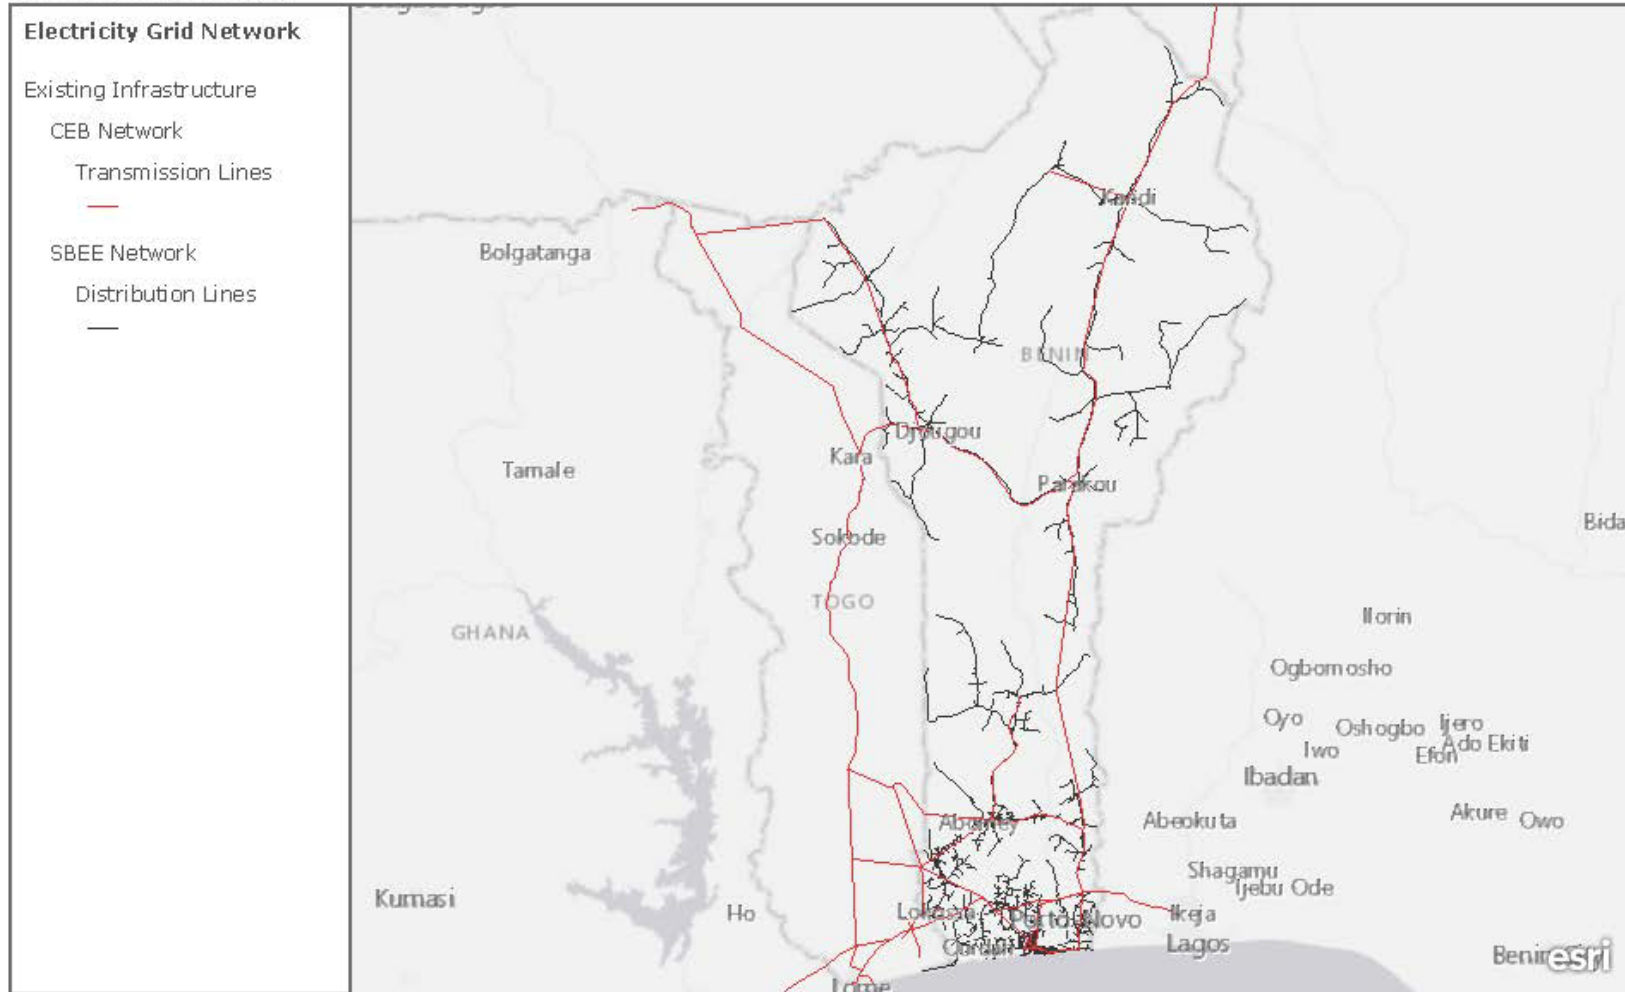 Electricity Grid Network
Existing Infrastructure
CEB Network
Transmission Lines
SBEE Network
Distribution Lines
Kandi
Bolgatanga
BENIN
Djougou
Kara
Tamale
Parakou
Bida
Sokode
TOGO
Ilorin
GHANA
Ogbomosho
Oyo
Oshogbo
Ijero
Ado Ekiti
Iwo
Efon
Ibadan
Akure
Owo
Abomey
Abeokuta
Shagamu
Ijebu Ode
Kumasi
Ho
Lokossa
Porto-Novo
Ikeja
Lagos
Benin
esri
Lome